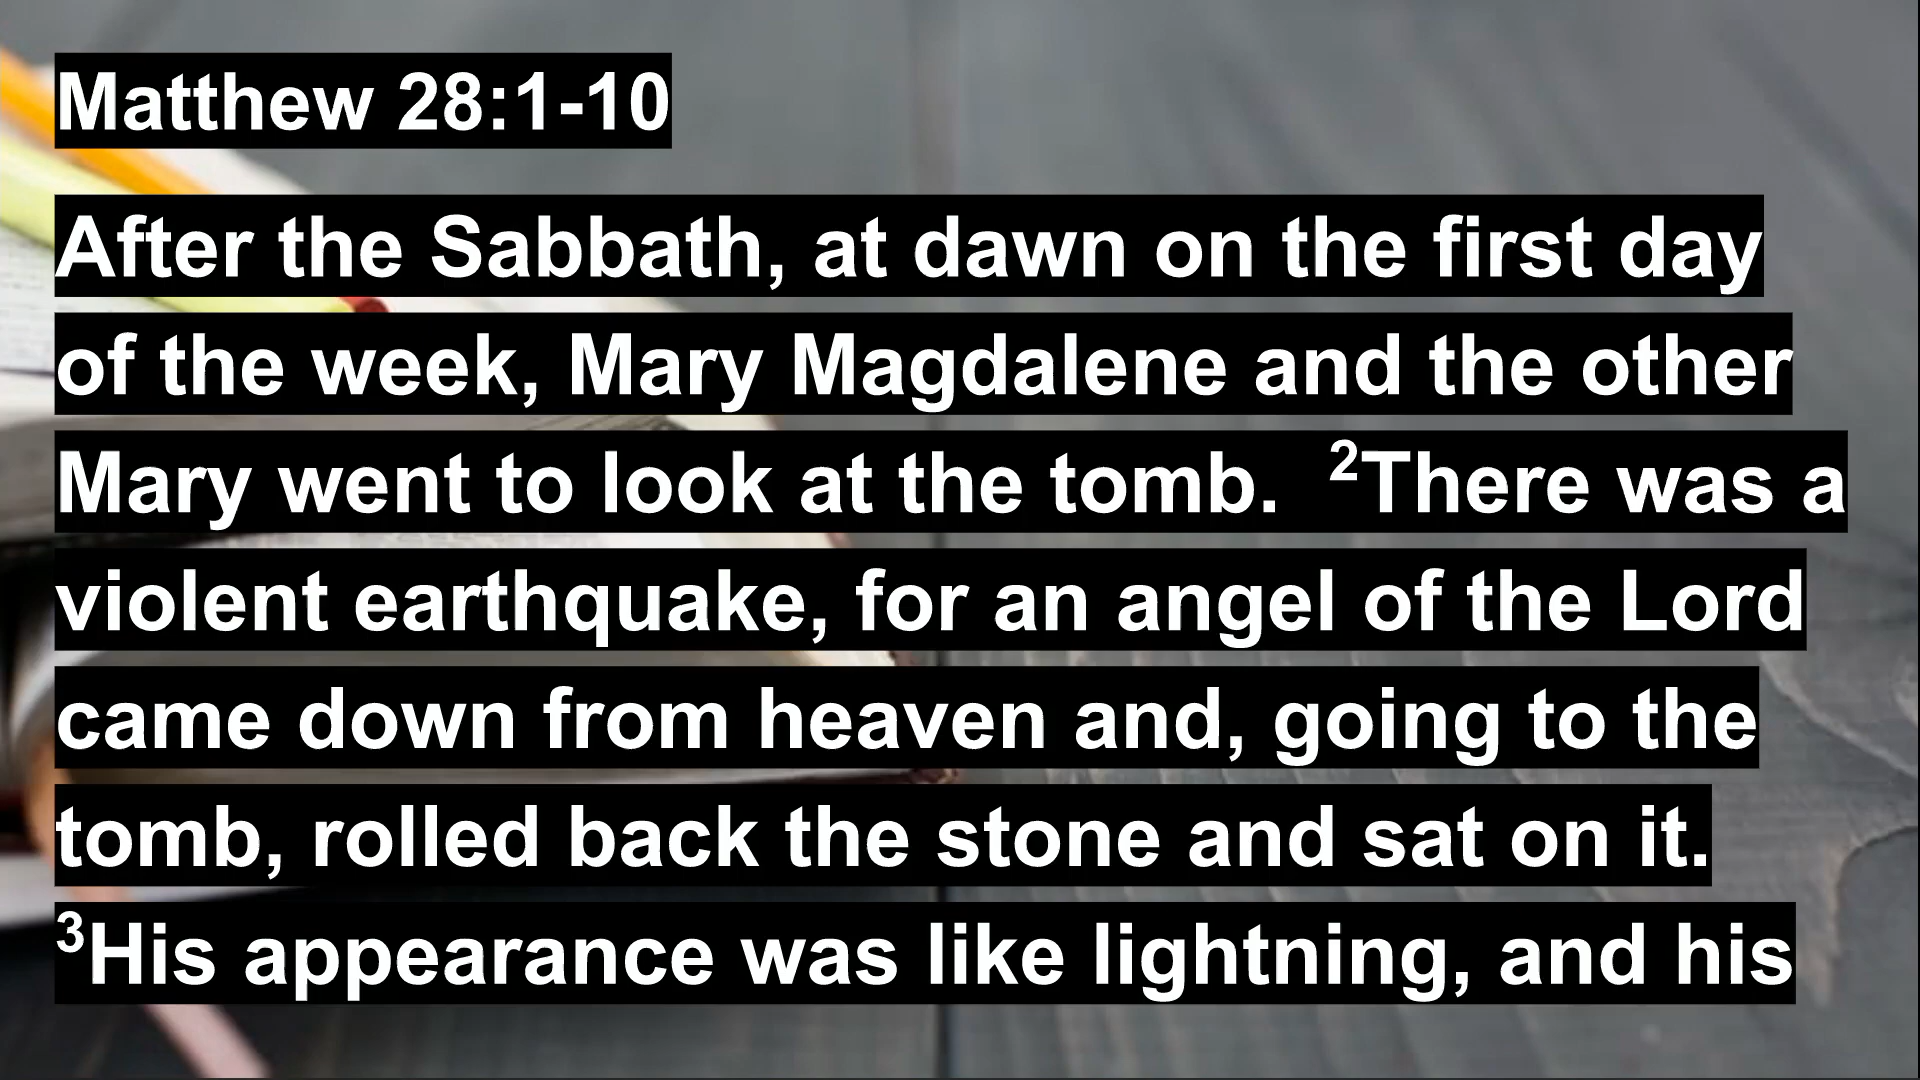 Matthew 28:1-10
After the Sabbath, at dawn on the first day
of the week, Mary Magdalene and the other
Mary went to look at the tomb.  ²There was a
violent earthquake, for an angel of the Lord
came down from heaven and, going to the
tomb, rolled back the stone and sat on it.
³His appearance was like lightning, and his